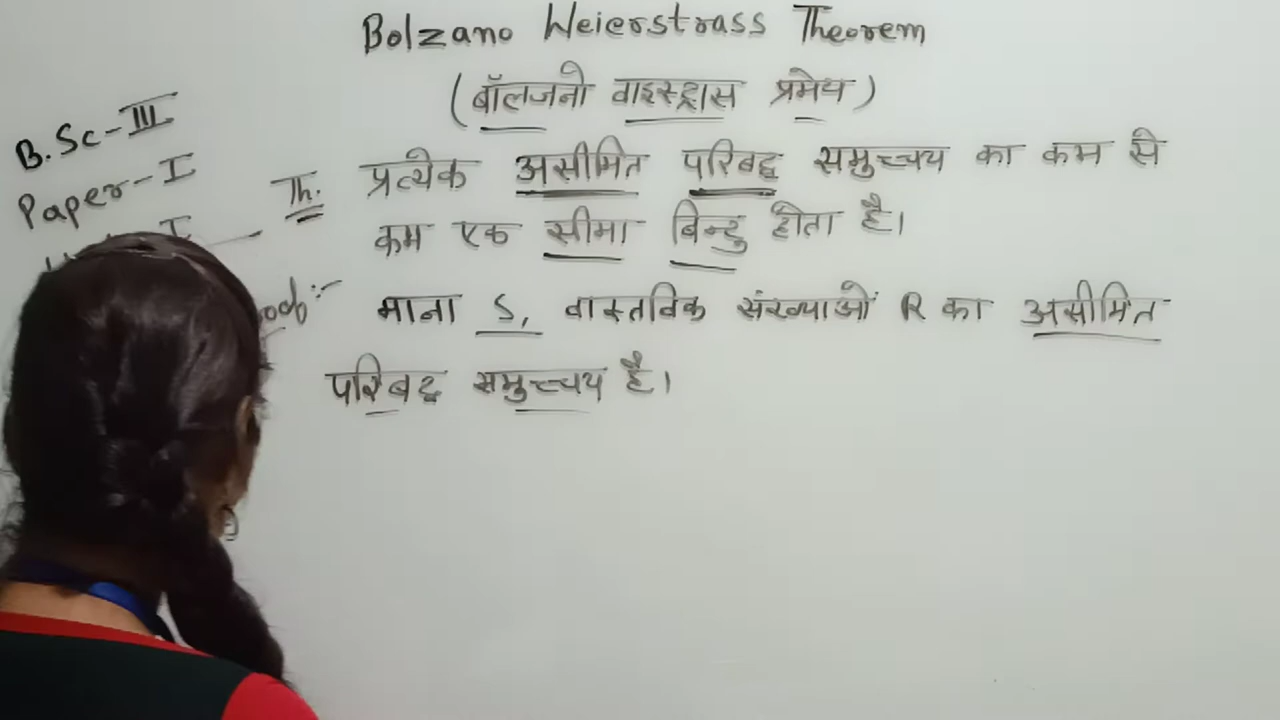 Bolzano Weierstrass Theorem
(बॉलजनो वाइस्ट्रास प्रमेय)
B.Sc-III
Paper-I
I
Th. प्रत्येक असीमित परिबद्ध समुच्चय का कम से
कम एक सीमा बिन्दु होता है।
माना S, वास्तविक संख्याओं R का असीमित
परिबद्ध समुच्चय है।